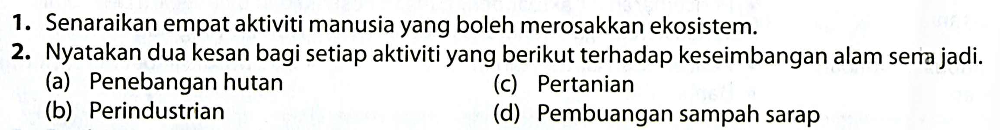 1. Senaraikan empat aktiviti manusia yang boleh merosakkan ekosistem.
2. Nyatakan dua kesan bagi setiap aktiviti yang berikut terhadap keseimbangan alam sema jadi.
(a) Penebangan hutan (c) Pertanian
(b) Perindustrian (d) Pembuangan sampah sarap